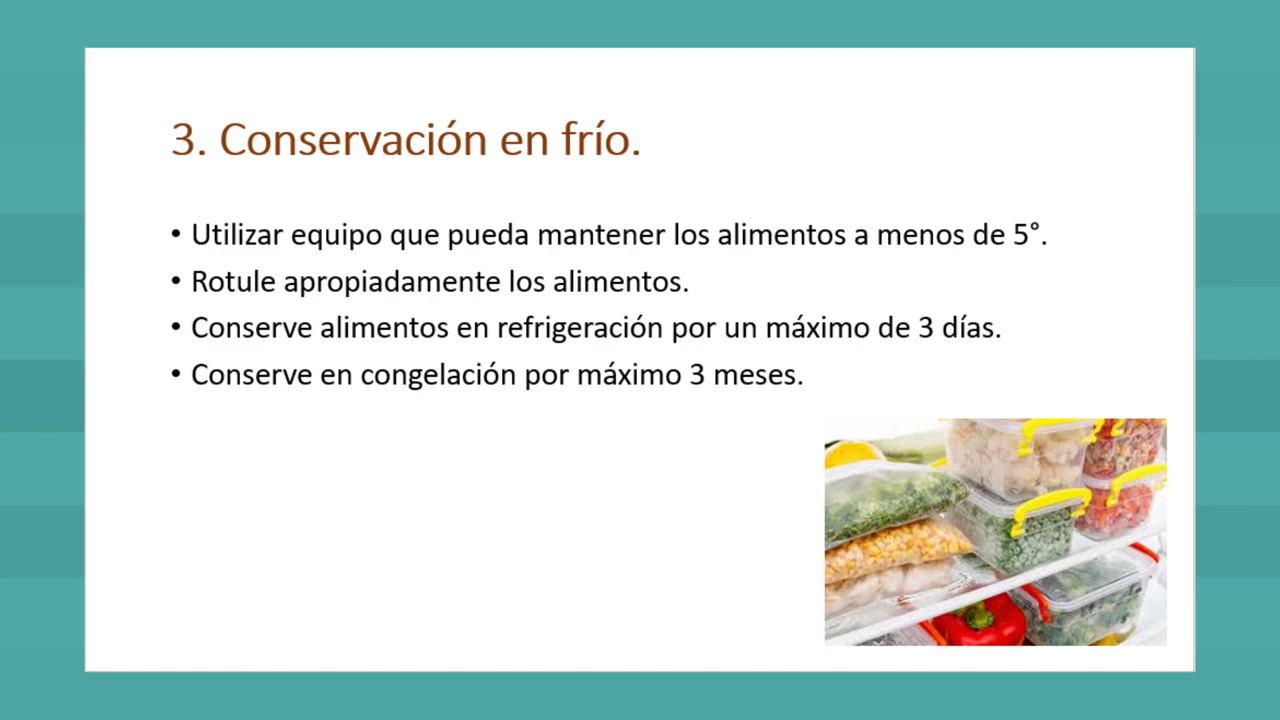 3. Conservación en frío.
• Utilizar equipo que pueda mantener los alimentos a menos de 5°.
• Rotule apropiadamente los alimentos.
• Conserve alimentos en refrigeración por un máximo de 3 días.
• Conserve en congelación por máximo 3 meses.